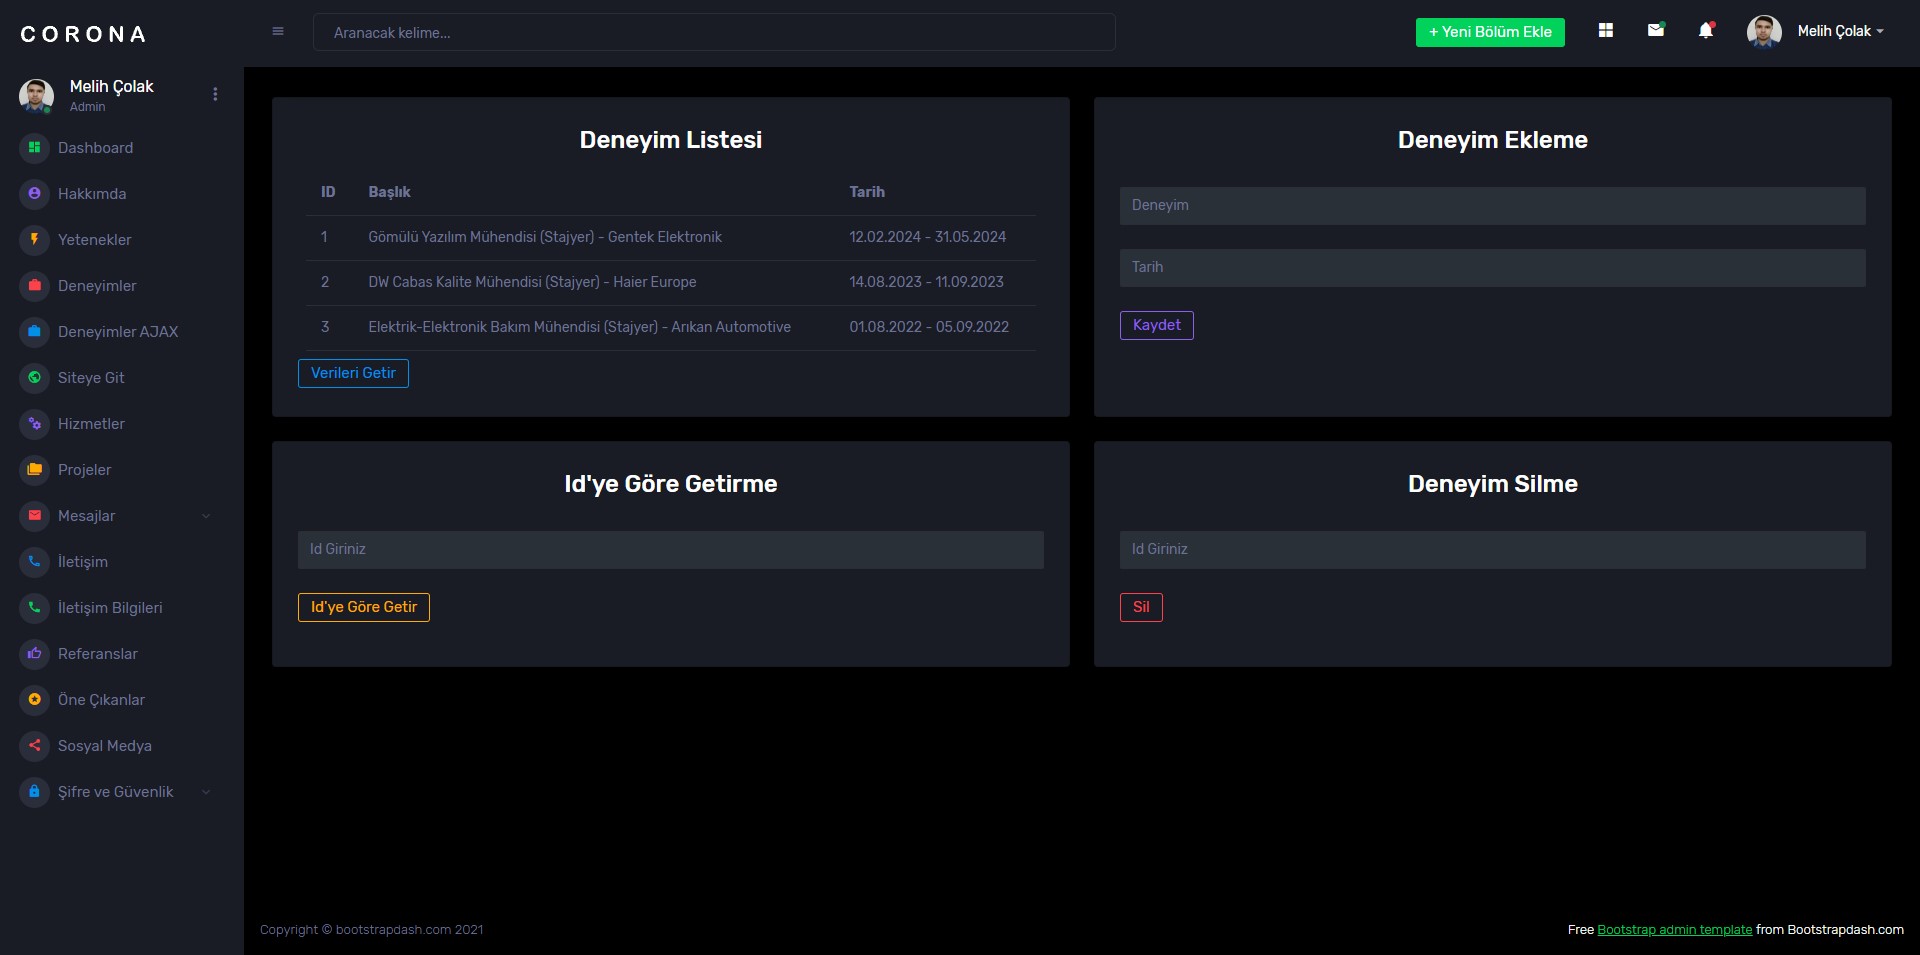 CORONA
Aranacak kelime...
+ Yeni Bölüm Ekle
Melih Çolak
Melih Çolak
Admin
Dashboard
Hakkımda
Yetenekler
Deneyimler
Deneyimler AJAX
Siteye Git
Hizmetler
Projeler
Mesajlar
İletişim
İletişim Bilgileri
Referanslar
Öne Çıkanlar
Sosyal Medya
Şifre ve Güvenlik
Deneyim Listesi
ID Başlık Tarih
1 Gömülü Yazılım Mühendisi (Stajyer) - Gentek Elektronik 12.02.2024 - 31.05.2024
2 DW Cabas Kalite Mühendisi (Stajyer) - Haier Europe 14.08.2023 - 11.09.2023
3 Elektrik-Elektronik Bakım Mühendisi (Stajyer) - Arıkan Automotive 01.08.2022 - 05.09.2022
Verileri Getir
Deneyim Ekleme
Deneyim
Tarih
Kaydet
Id'ye Göre Getirme
Id Giriniz
Id'ye Göre Getir
Deneyim Silme
Id Giriniz
Sil
Copyright © bootstrapdash.com 2021
Free Bootstrap admin template from Bootstrapdash.com